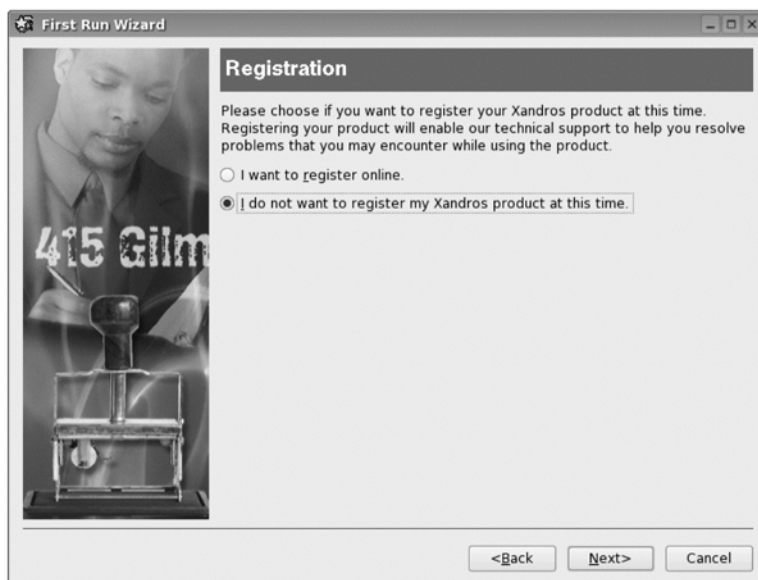 First Run Wizard
Registration
Please choose if you want to register your Xandros product at this time.
Registering your product will enable our technical support to help you resolve
problems that you may encounter while using the product.
I want to register online.
I do not want to register my Xandros product at this time.
415 Gilm
<Back
Next>
Cancel